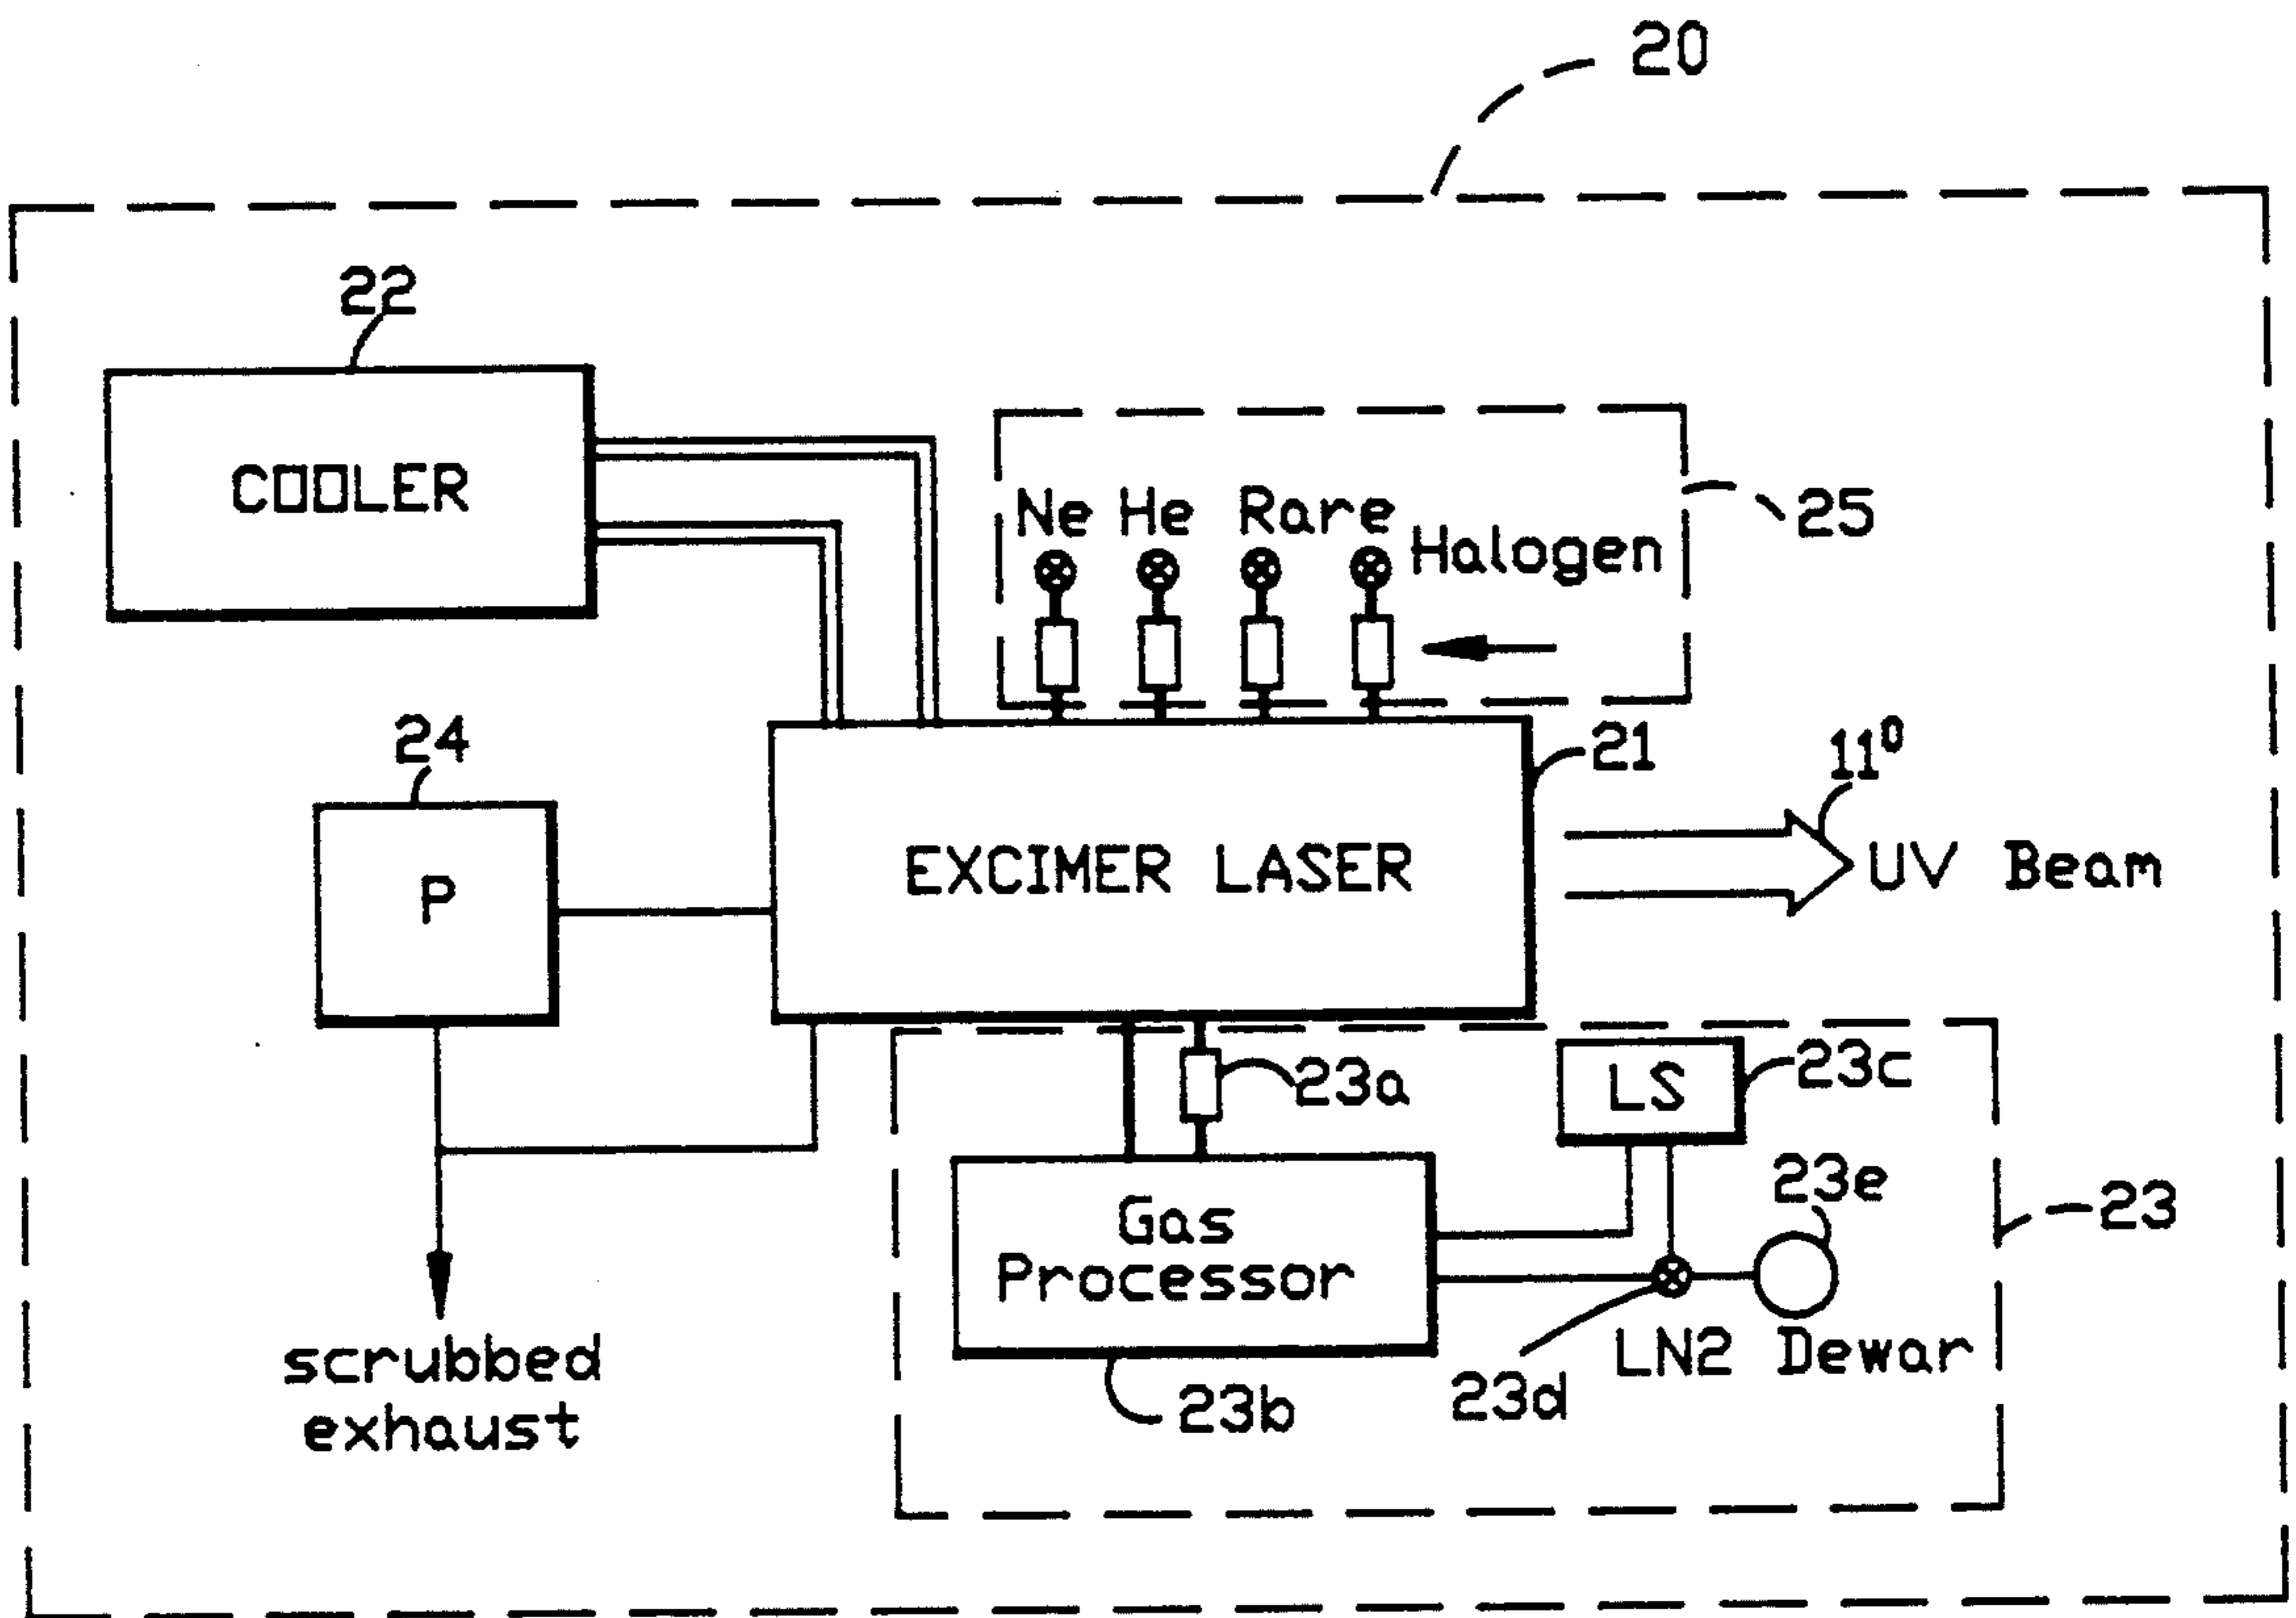 20
22
COOLER
Ne He Rare
Halogen
25
24
P
21
11⁰
EXCIMER LASER
UV Beam
23a
LS
23c
Gas
Processor
23e
23
23b
23d
LN2 Dewar
scrubbed
exhaust